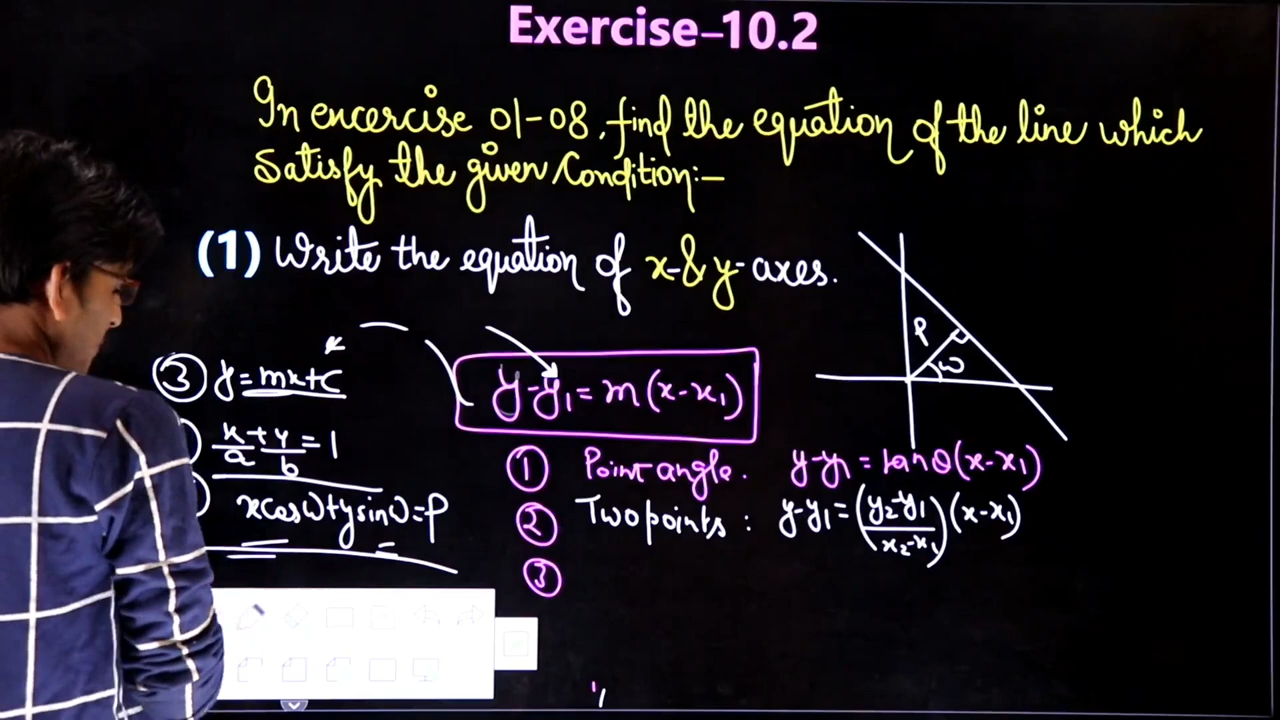 Exercise–10.2
In encercise 01-08, find the equation of the line which
Satisfy the given Condition:–
(1) Write the equation of x-& y-axes.
③ y=mx+c
x/a+y/b=1
xcosω+ysinω=P
y-y₁=m(x-x₁)
① Point angle. y-y₁=tanθ(x-x₁)
② Two points : y-y₁=(y₂-y₁/x₂-x₁)(x-x₁)
③
P
ω